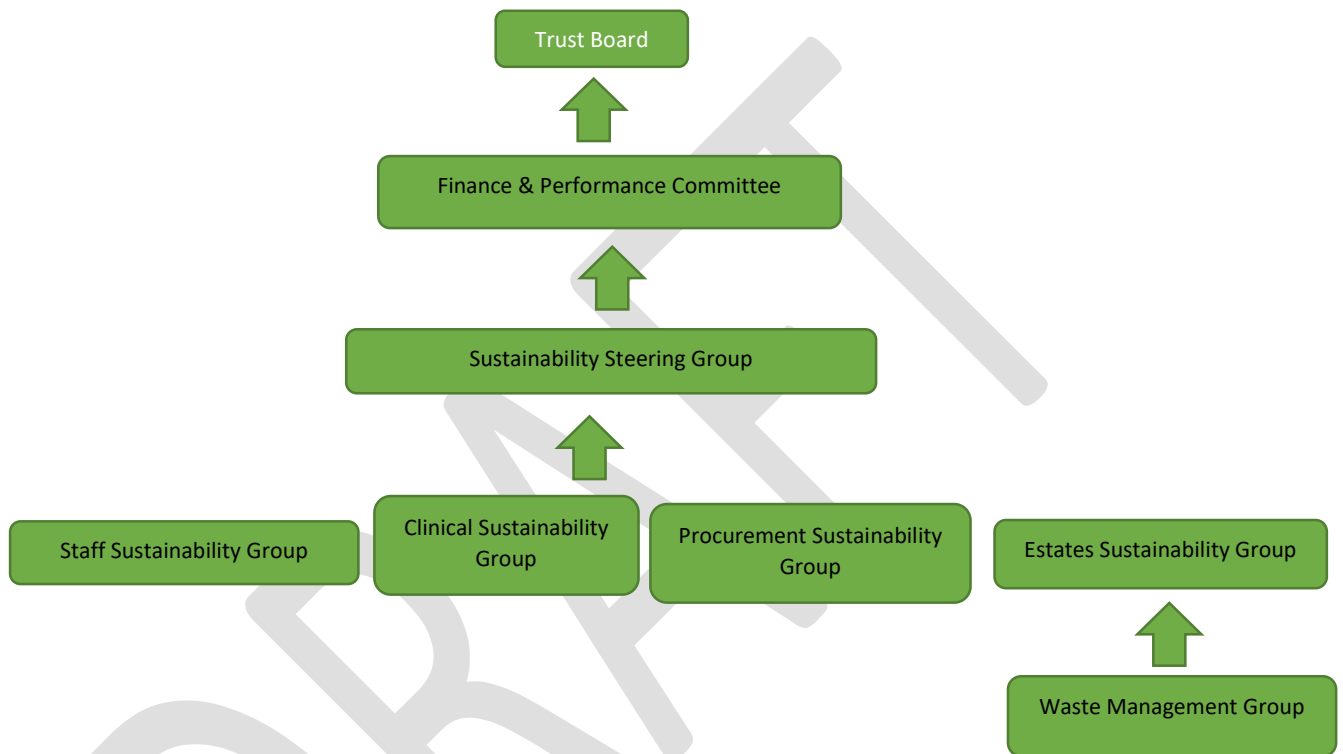 Trust Board
Finance & Performance Committee
Sustainability Steering Group
Staff Sustainability Group
Clinical Sustainability
Group
Procurement Sustainability
Group
Estates Sustainability Group
Waste Management Group
DRAFT